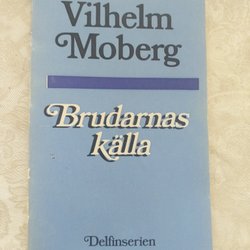 Vilhelm
Moberg
Brudarnas
källa
Delfinserien